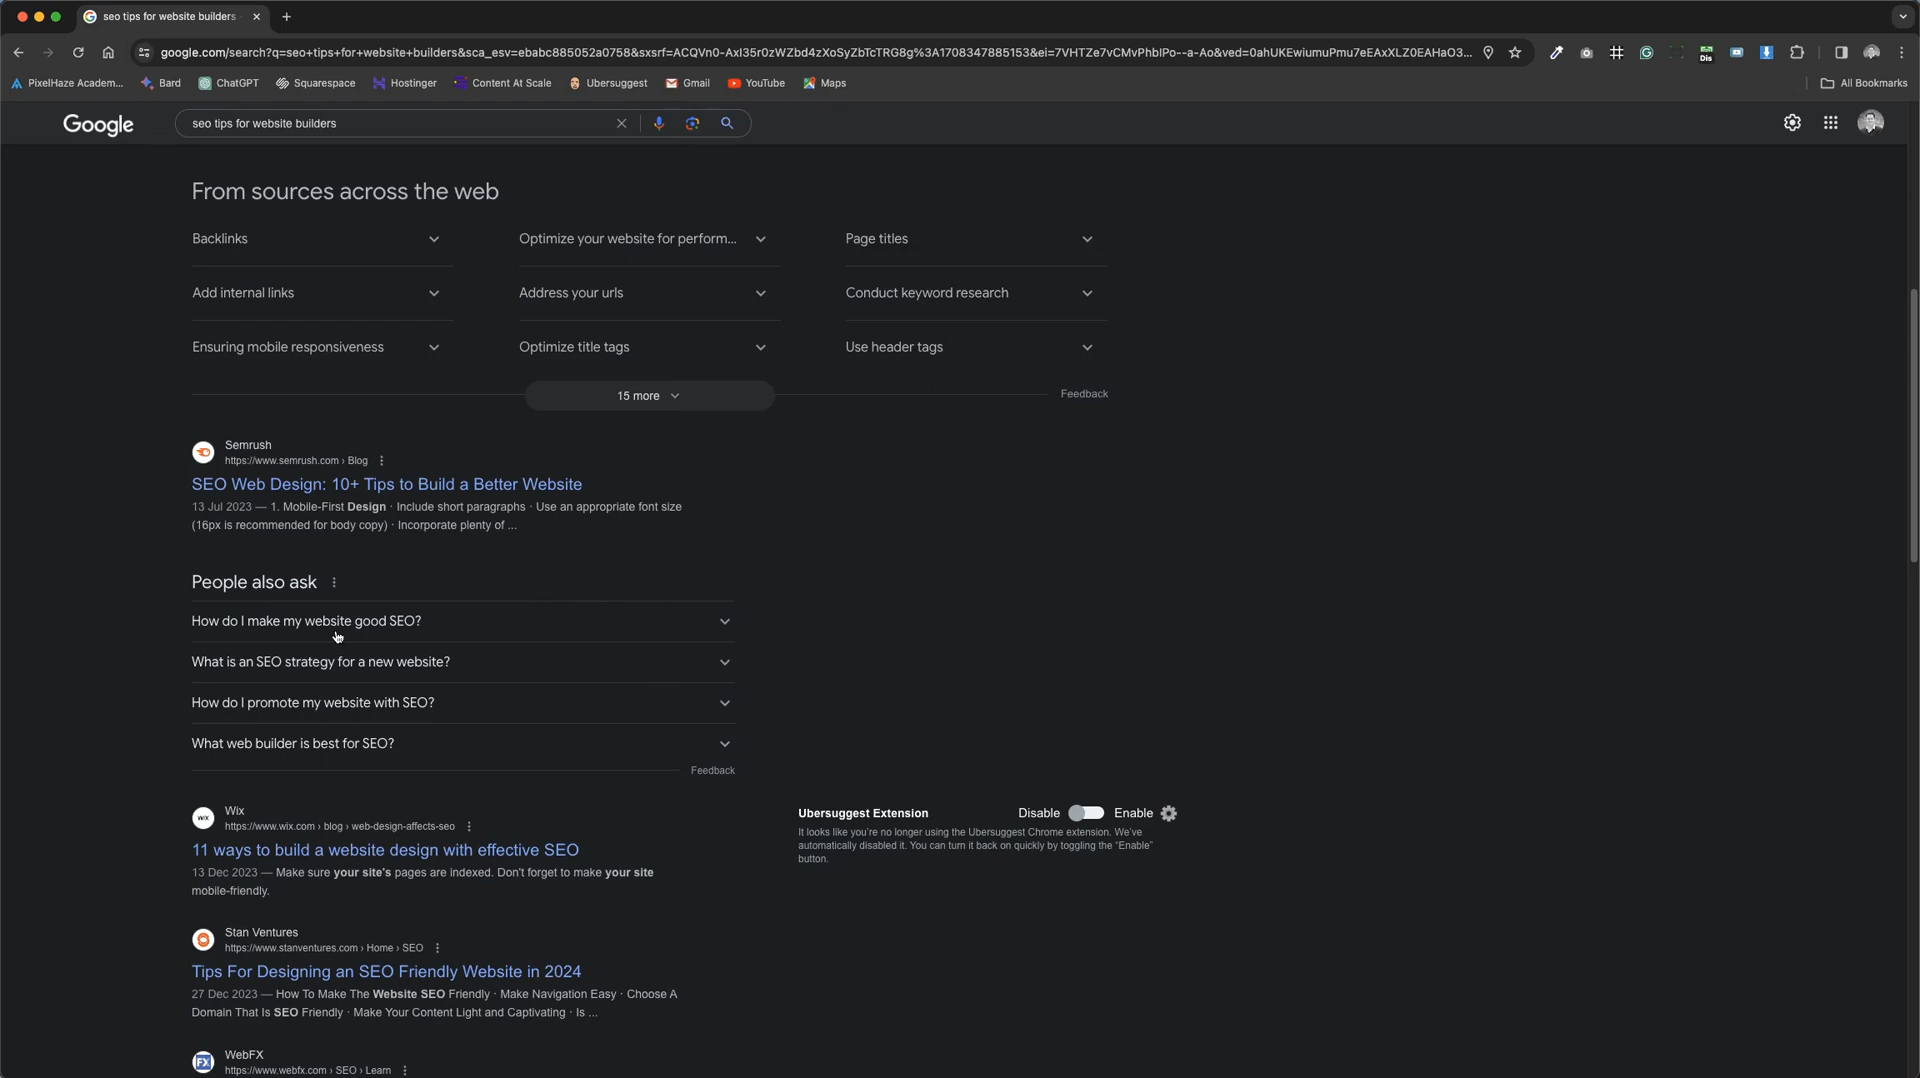 seo tips for website builders
google.com/search?q=seo+tips+for+website+builders&sca_esv=ebabc885052a0758&sxsrf=ACQVn0-AxI35r0zWZbd4zXoSyZbTcTRG8g%3A1708347885153&ei=7VHTZe7vCMvPhbIPo--a-Ao&ved=0ahUKEwiumuPmu7eEAxXLZ0EAHaO3...
PixelHaze Academ...
Bard
ChatGPT
Squarespace
Hostinger
Content At Scale
Ubersuggest
Gmail
YouTube
Maps
All Bookmarks
Google
seo tips for website builders
From sources across the web
Backlinks
Optimize your website for perform...
Page titles
Add internal links
Address your urls
Conduct keyword research
Ensuring mobile responsiveness
Optimize title tags
Use header tags
15 more
Feedback
Semrush
https://www.semrush.com › Blog
SEO Web Design: 10+ Tips to Build a Better Website
13 Jul 2023 — 1. Mobile-First Design · Include short paragraphs · Use an appropriate font size
(16px is recommended for body copy) · Incorporate plenty of ...
People also ask
How do I make my website good SEO?
What is an SEO strategy for a new website?
How do I promote my website with SEO?
What web builder is best for SEO?
Feedback
Wix
https://www.wix.com › blog › web-design-affects-seo
11 ways to build a website design with effective SEO
13 Dec 2023 — Make sure your site's pages are indexed. Don't forget to make your site
mobile-friendly.
Ubersuggest Extension
Disable
Enable
It looks like you're no longer using the Ubersuggest Chrome extension. We've
automatically disabled it. You can turn it back on quickly by toggling the "Enable"
button.
Stan Ventures
https://www.stanventures.com › Home › SEO
Tips For Designing an SEO Friendly Website in 2024
27 Dec 2023 — How To Make The Website SEO Friendly · Make Navigation Easy · Choose A
Domain That Is SEO Friendly · Make Your Content Light and Captivating · Is ...
WebFX
https://www.webfx.com › SEO › Learn